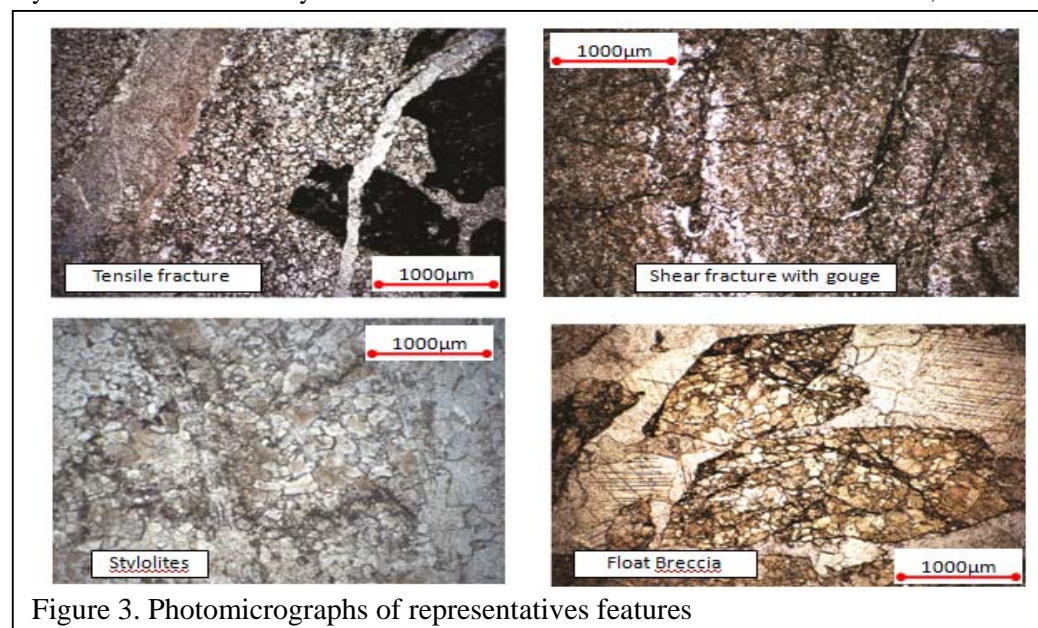 1000μm
Tensile fracture
1000μm
Shear fracture with gouge
1000μm
Stylolites
Float Breccia
1000μm
Figure 3. Photomicrographs of representatives features